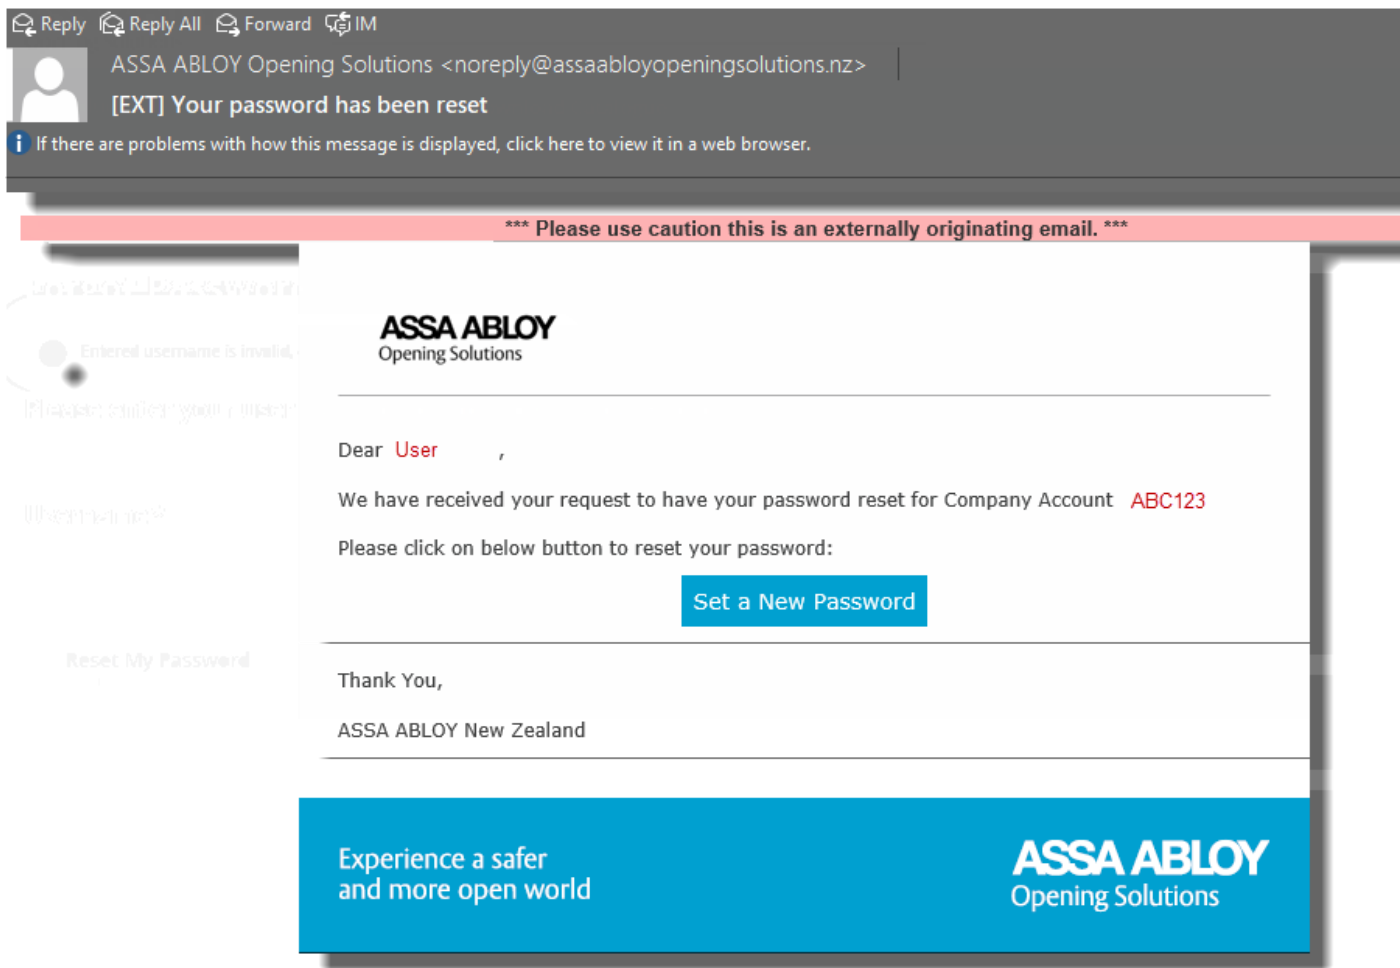 Reply Reply All Forward IM
ASSA ABLOY Opening Solutions <noreply@assaabloyopeningsolutions.nz>
[EXT] Your password has been reset
If there are problems with how this message is displayed, click here to view it in a web browser.
*** Please use caution this is an externally originating email. ***
ASSA ABLOY
Opening Solutions
Entered username is invalid,
Please enter your user
Dear User ,
We have received your request to have your password reset for Company Account ABC123
Username*
Please click on below button to reset your password:
Set a New Password
Reset My Password
Thank You,
ASSA ABLOY New Zealand
Experience a safer
and more open world
ASSA ABLOY
Opening Solutions